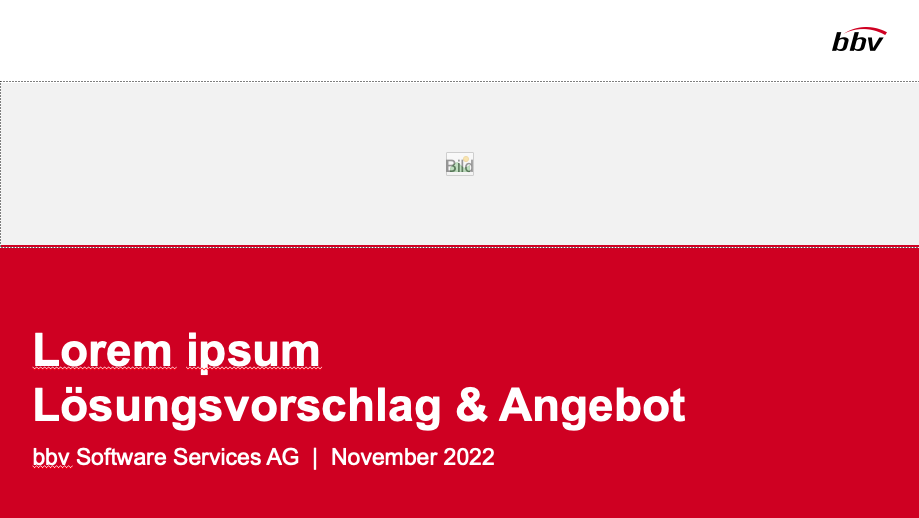 bbv
Bild
Lorem ipsum
Lösungsvorschlag & Angebot
bbv Software Services AG | November 2022